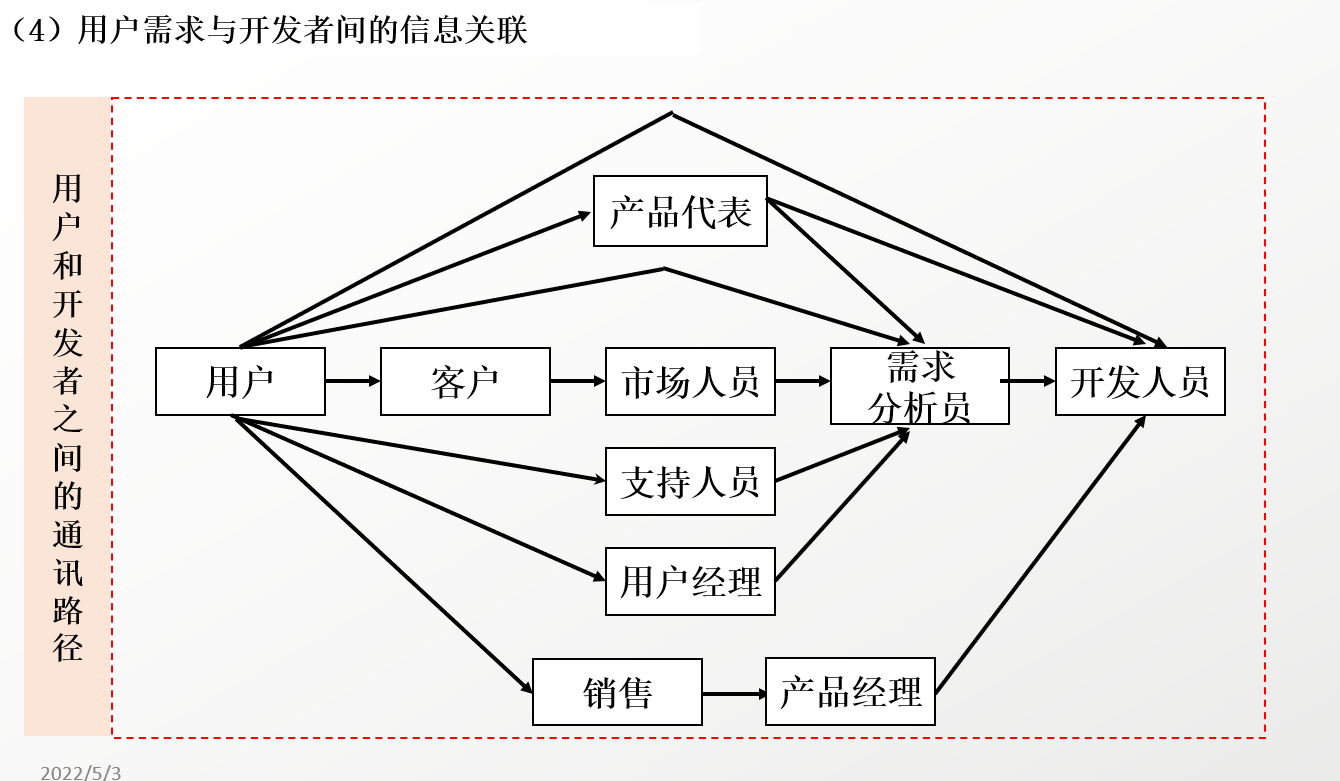 （4）用户需求与开发者间的信息关联
用户和开发者之间的通讯路径
产品代表
用户
客户
市场人员
需求
分析员
开发人员
支持人员
用户经理
销售
产品经理
2022/5/3